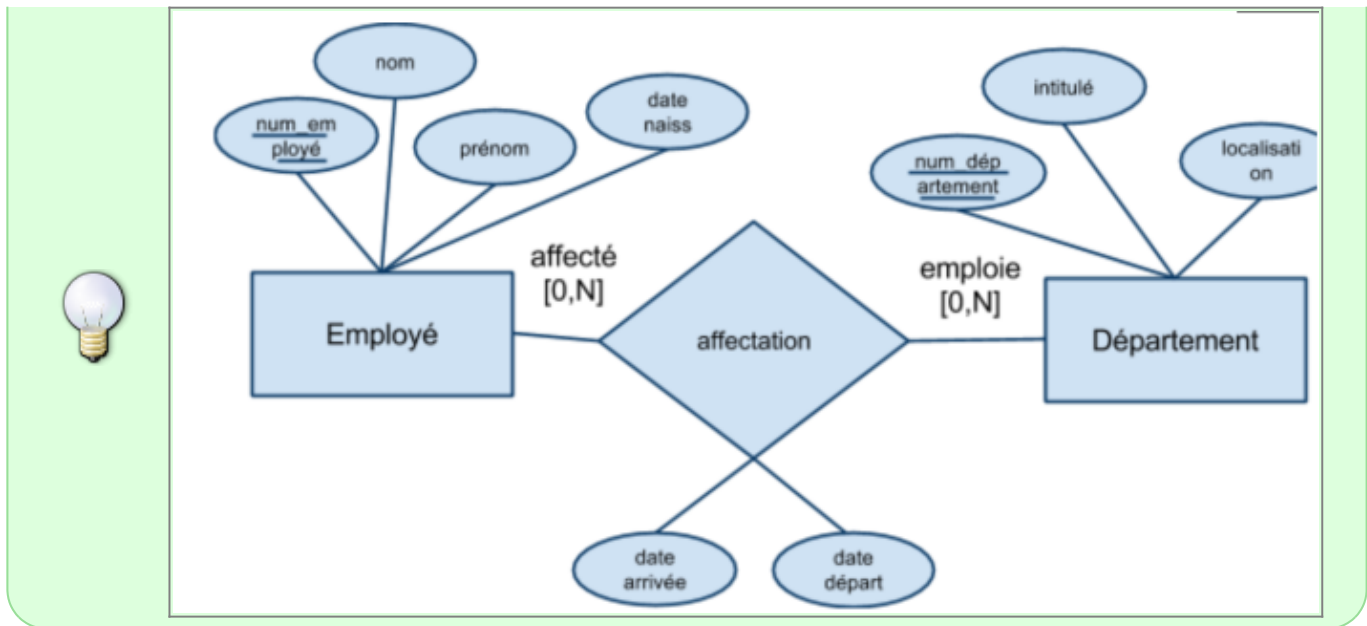 nom
num_em
ployé
prénom
date
naiss
intitulé
num_dép
artement
localisati
on
affecté
[0,N]
emploie
[0,N]
Employé
affectation
Département
date
arrivée
date
départ